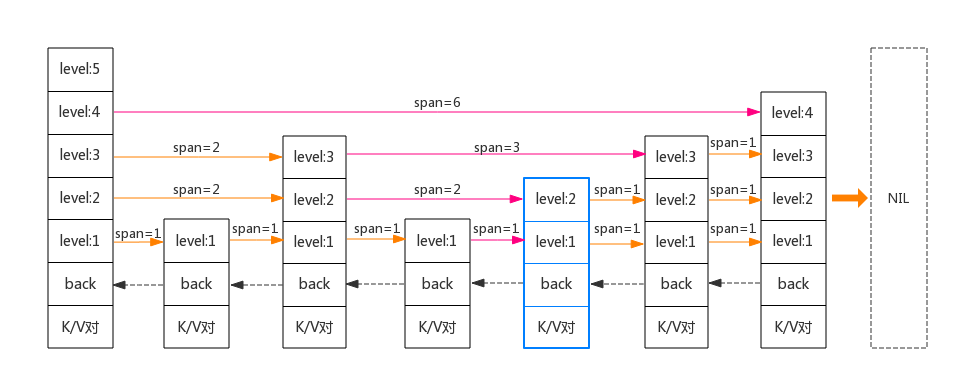 level:5
level:4 span=6 level:4
level:3 span=2 level:3 span=3 level:3 span=1 level:3
level:2 span=2 level:2 span=2 level:2 span=1 level:2 span=1 level:2 NIL
level:1 span=1 level:1 span=1 level:1 span=1 level:1 span=1 level:1 span=1 level:1 span=1 level:1
back back back back back back back
K/V对 K/V对 K/V对 K/V对 K/V对 K/V对 K/V对